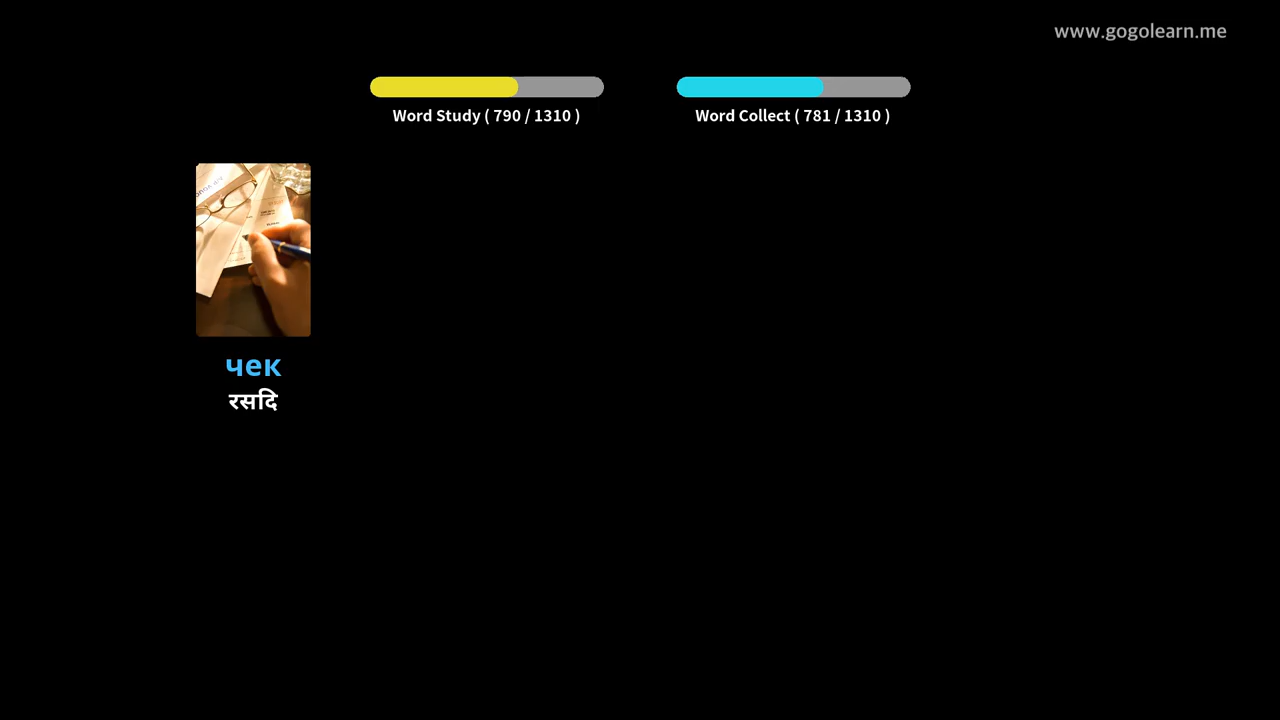 www.gogolearn.me
Word Study ( 790 / 1310 )
Word Collect ( 781 / 1310 )
чек
रसदि